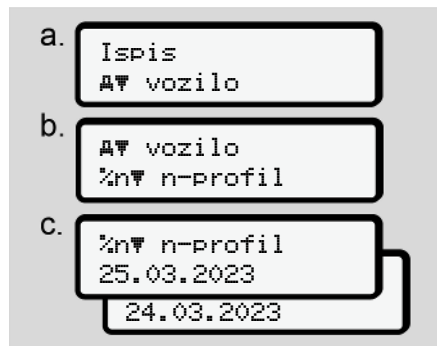 a.
Ispis
A▼ vozilo
b.
A▼ vozilo
%n▼ n-profil
c.
%n▼ n-profil
25.03.2023
24.03.2023